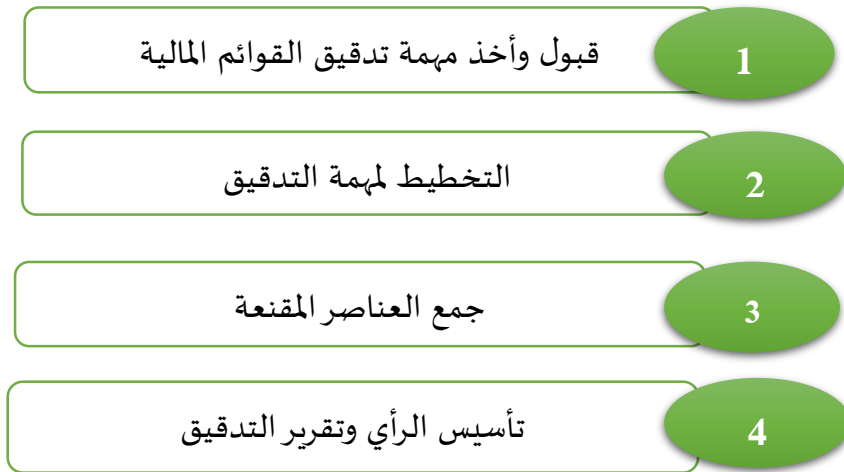 1 قبول وأخذ مهمة تدقيق القوائم المالية
2 التخطيط لمهمة التدقيق
3 جمع العناصر المقنعة
4 تأسيس الرأي وتقرير التدقيق